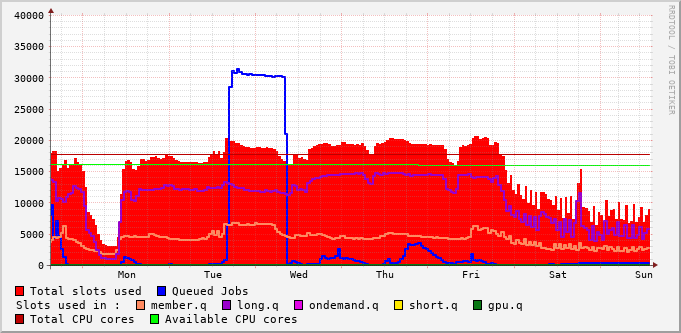 40000
35000
30000
25000
20000
15000
10000
5000
0
Mon Tue Wed Thu Fri Sat Sun
RRDTOOL / TOBI OETIKER
Total slots used Queued Jobs
Slots used in : member.q long.q ondemand.q short.q gpu.q
Total CPU cores Available CPU cores